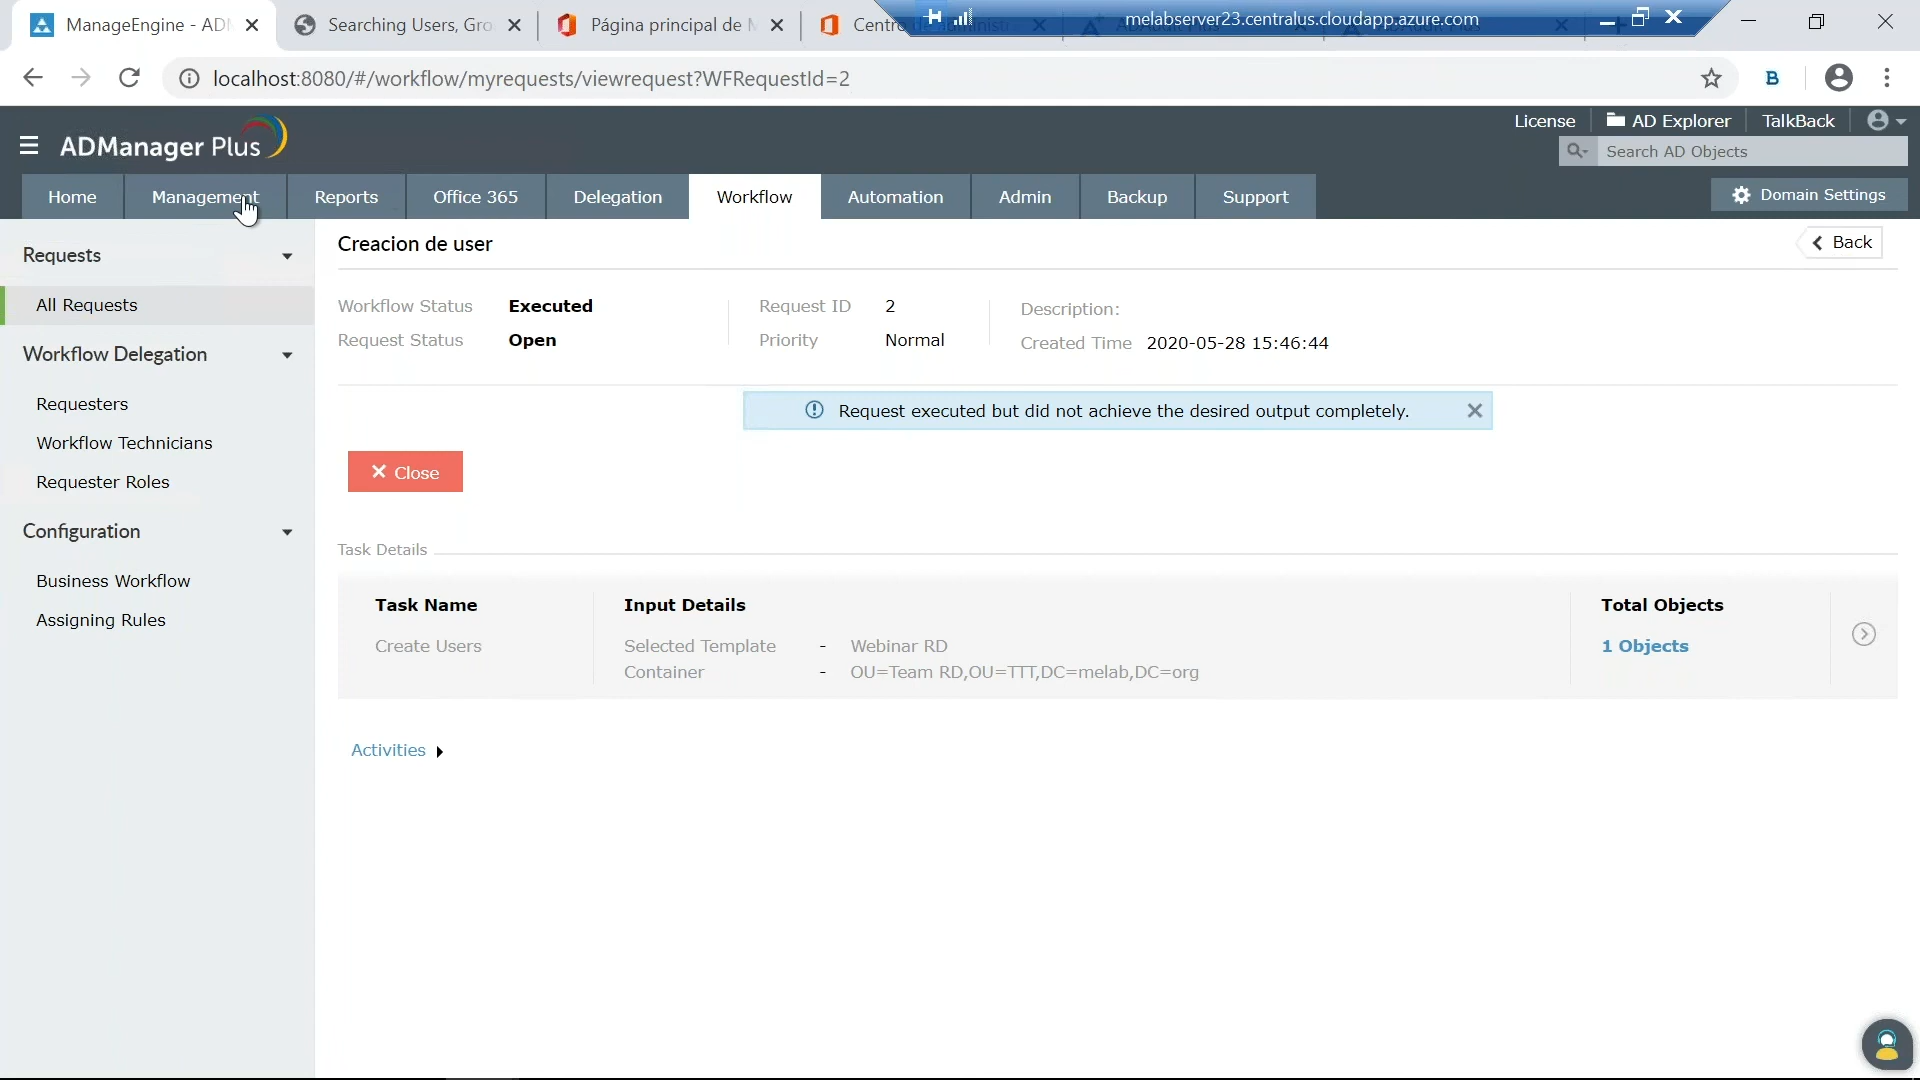 ManageEngine - AD
Searching Users, Gro
Página principal de M
melabserver23.centralus.cloudapp.azure.com
localhost:8080/#/workflow/myrequests/viewrequest?WFRequestId=2
B
License
AD Explorer
TalkBack
ADManager Plus
Search AD Objects
Home
Management
Reports
Office 365
Delegation
Workflow
Automation
Admin
Backup
Support
Domain Settings
Requests
All Requests
Workflow Delegation
Requesters
Workflow Technicians
Requester Roles
Configuration
Business Workflow
Assigning Rules
Creacion de user
Back
Workflow Status Executed
Request Status Open
Request ID 2
Priority Normal
Description:
Created Time 2020-05-28 15:46:44
Request executed but did not achieve the desired output completely.
Close
Task Details
Task Name
Create Users
Input Details
Selected Template - Webinar RD
Container - OU=Team RD,OU=TTT,DC=melab,DC=org
Total Objects
1 Objects
Activities